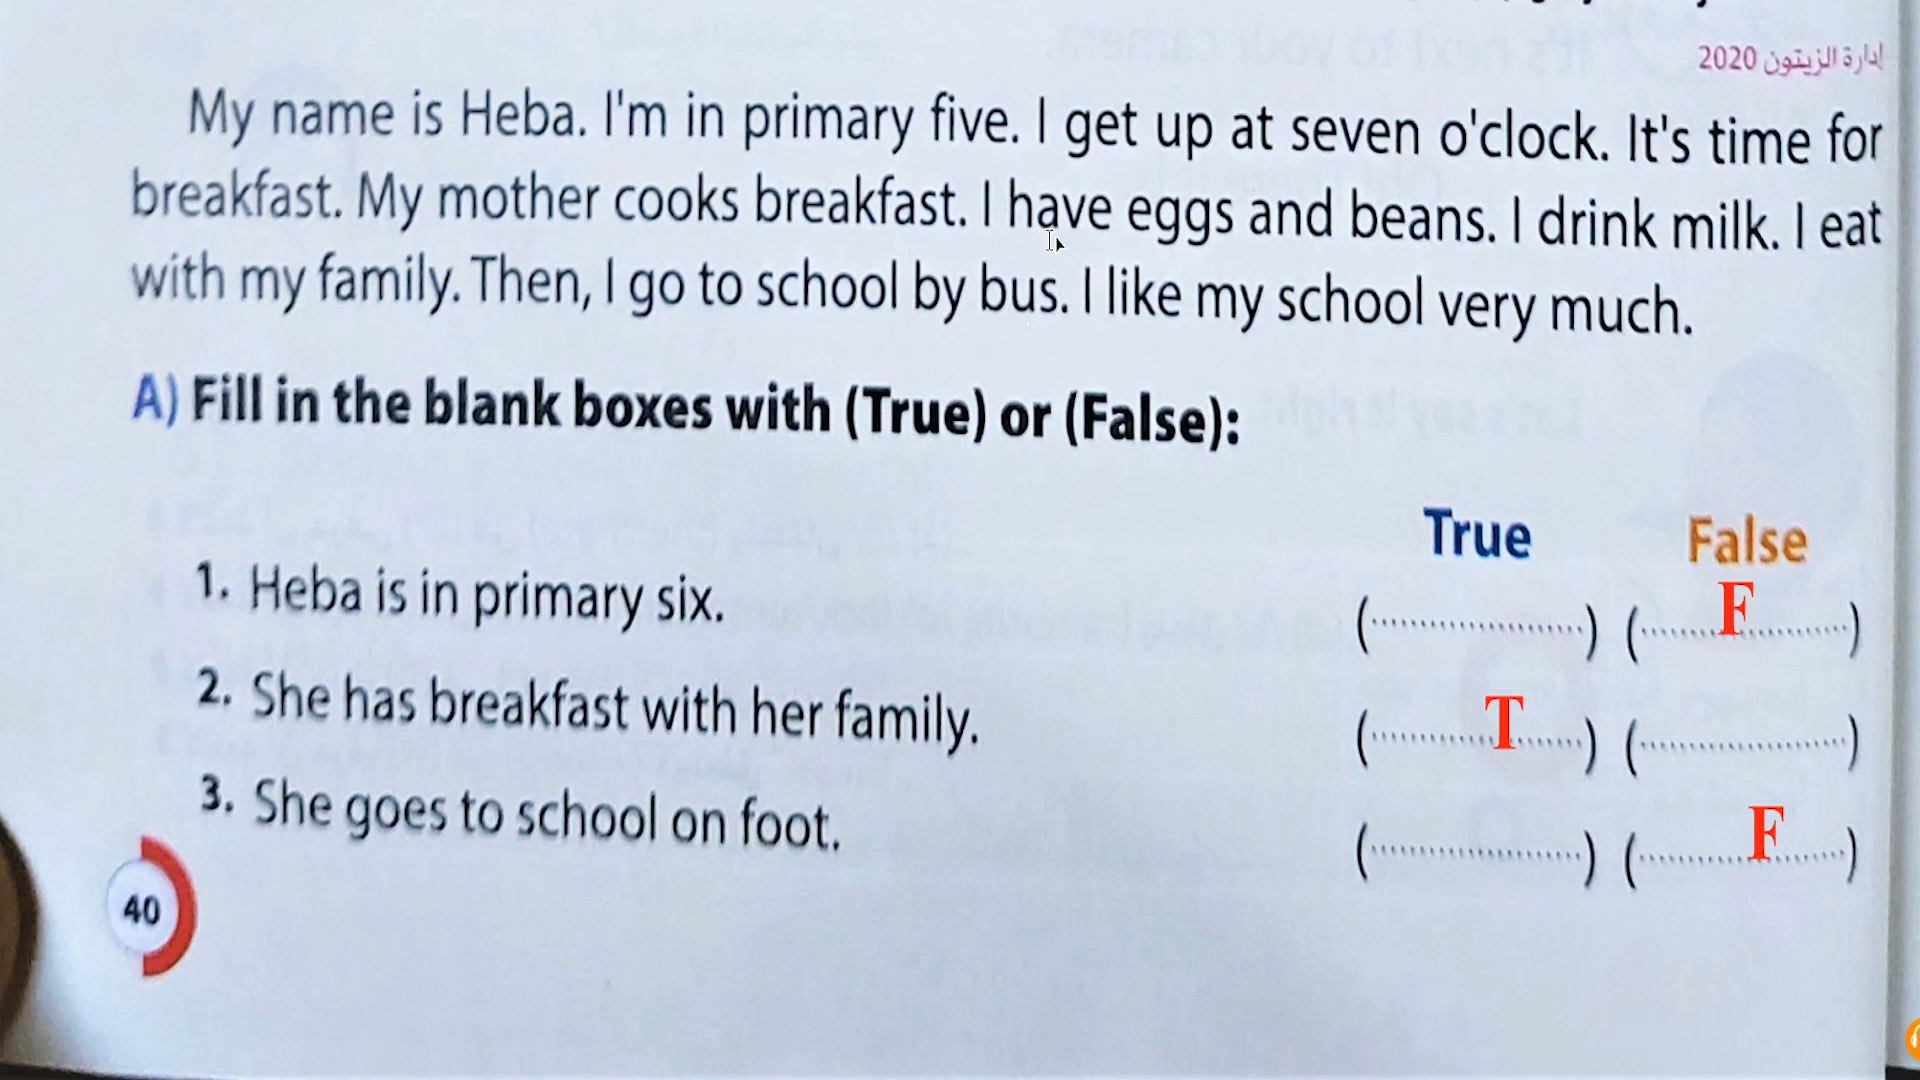 إدارة الزيتون 2020
My name is Heba. I'm in primary five. I get up at seven o'clock. It's time for
breakfast. My mother cooks breakfast. I have eggs and beans. I drink milk. I eat
with my family. Then, I go to school by bus. I like my school very much.
A) Fill in the blank boxes with (True) or (False):
True False
1. Heba is in primary six. (....................) (.........F...........)
2. She has breakfast with her family. (...........T.......) (....................)
3. She goes to school on foot. (....................) (..........F........)
40